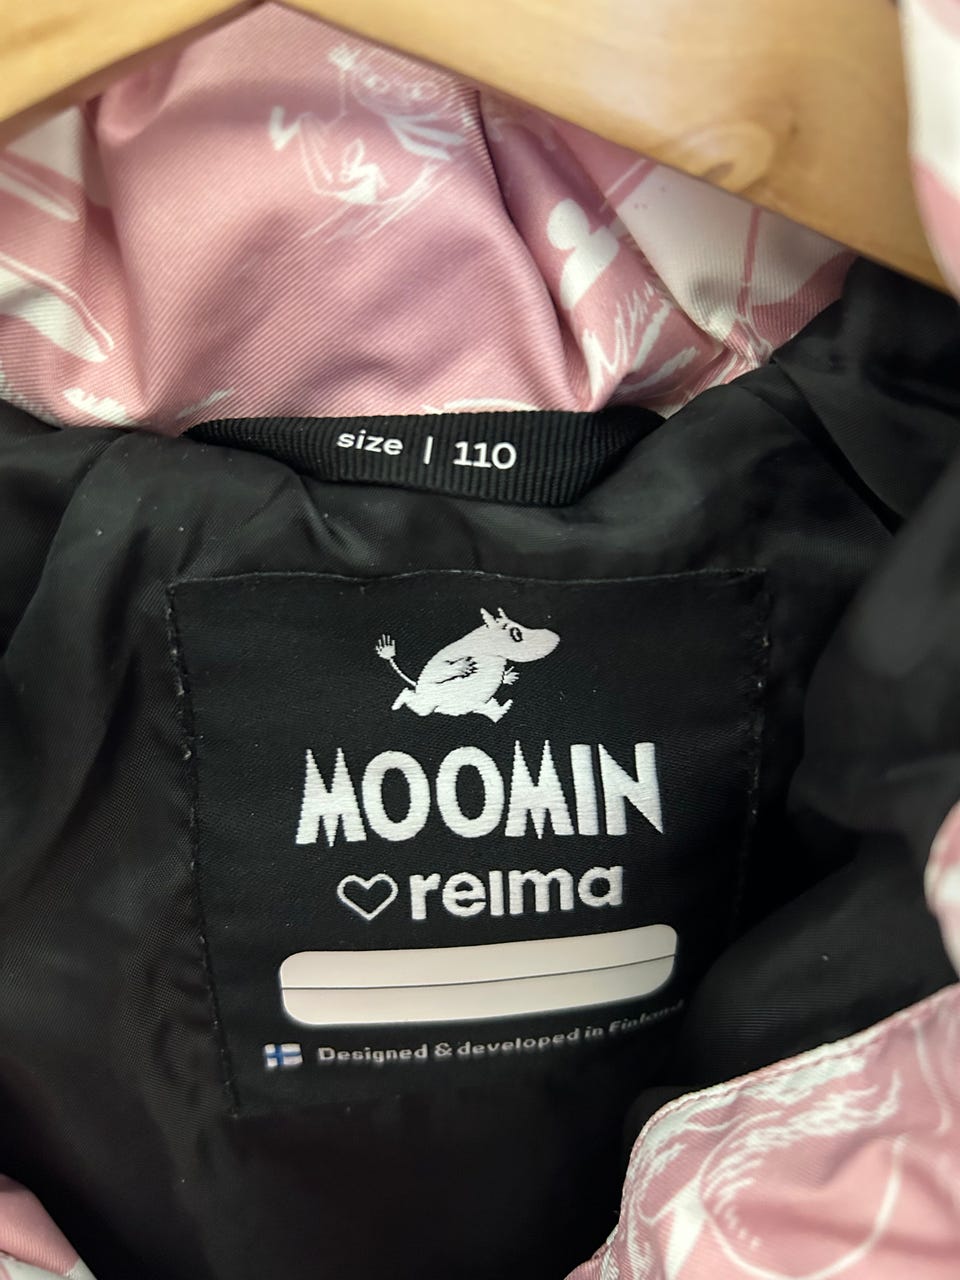 size | 110
MOOMIN
reima
Designed & developed in Finland